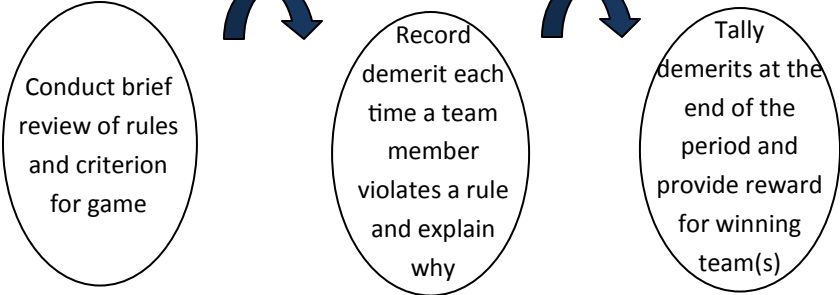 Conduct brief
review of rules
and criterion
for game
Record
demerit each
time a team
member
violates a rule
and explain
why
Tally
demerits at the
end of the
period and
provide reward
for winning
team(s)